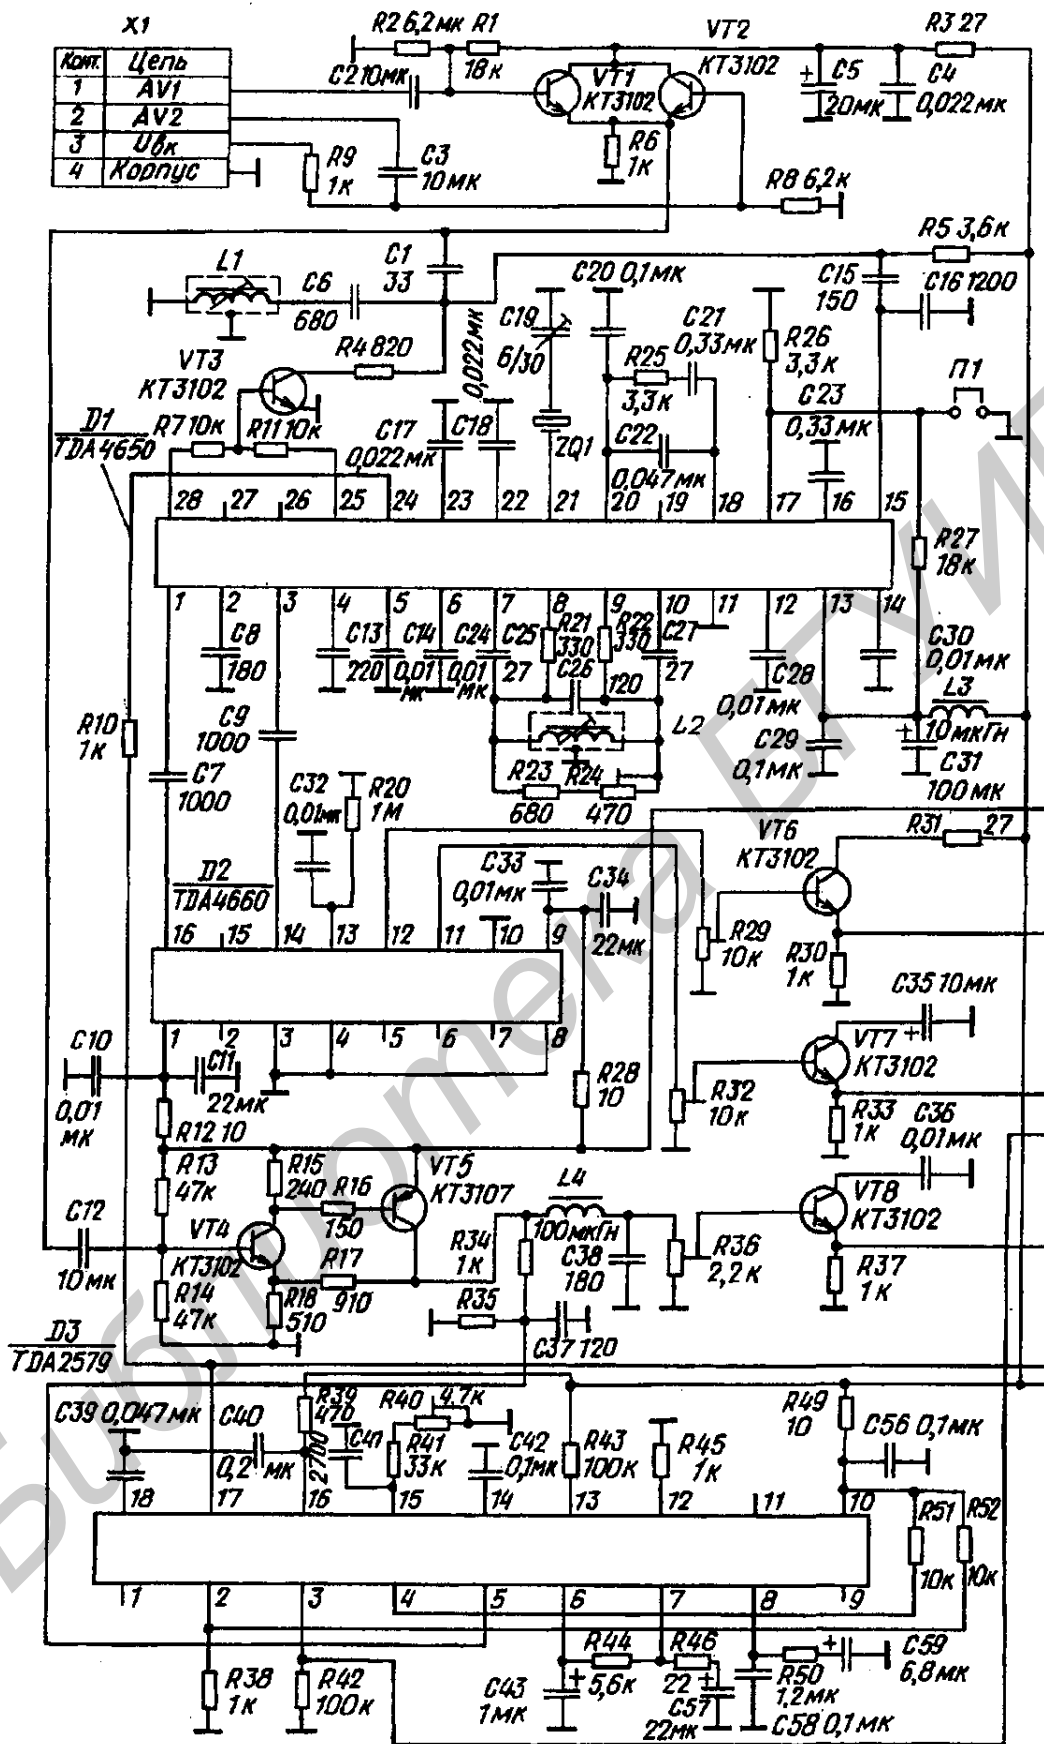 X1
Конт. Цепь
1 AV1
2 AV2
3 Uвк
4 Корпус
R2 6,2мк R1
18к
C2 10мк
VT1
КТ3102
VT2
КТ3102
R3 27
C5
20мк
C4
0,022мк
R6
1к
R9
1к
C3
10мк
R8 6,2к
R5 3,6к
L1
C6
680
C1
33
C20 0,1мк
C15
150
C16 1200
VT3
КТ3102
R4 820
0,022мк
C19
6/30
R25
3,3к
C21
0,33мк
R26
3,3к
П1
D1
TDA4650
R7 10к
R11 10к
C17
0,022мк
C18
ZQ1
C22
0,047мк
C23
0,33мк
28 27 26 25 24 23 22 21 20 19 18 17 16 15
R27
18к
1 2 3 4 5 6 7 8 9 10 11 12 13 14
C8
180
C13
220
C14
0,01
мк
C24
0,01
мк
C25
27
R21
330
R22
330
C26
120
C27
27
C28
0,01мк
C30
0,01мк
L3
10мкГн
R10
1к
C9
1000
C7
1000
L2
R23
680
R24
470
C29
0,1мк
C31
100мк
C32
0,01мк
R20
1М
VT6
КТ3102
R31 27
D2
TDA4660
C33
0,01мк
C34
22мк
16 15 14 13 12 11 10 9
R29
10к
R30
1к
C35 10мк
1 2 3 4 5 6 7 8
C10
0,01
мк
C11
22мк
R12 10
R28
10
R32
10к
VT7
КТ3102
R33
1к
C36
0,01мк
R13
47к
R15
240
R16
150
VT5
КТ3107
L4
100мкГн
VT8
КТ3102
C12
10мк
VT4
КТ3102
R17
910
R34
1к
C38
180
R36
2,2к
R37
1к
R14
47к
R18
510
R35
C37 120
D3
TDA2579
C39 0,047мк
C40
0,2 мк
R39
470
2700
C41
R40
4,7к
R41
33к
C42
0,1мк
R43
100к
R45
1к
R49
10
C56 0,1мк
18 17 16 15 14 13 12 11 10
R51
10к
R52
10к
1 2 3 4 5 6 7 8 9
R38
1к
R42
100к
C43
1мк
R44
5,6к
R46
22
C57
22мк
R50
1,2мк
C58 0,1мк
C59
6,8мк
Библиотека БГУИ